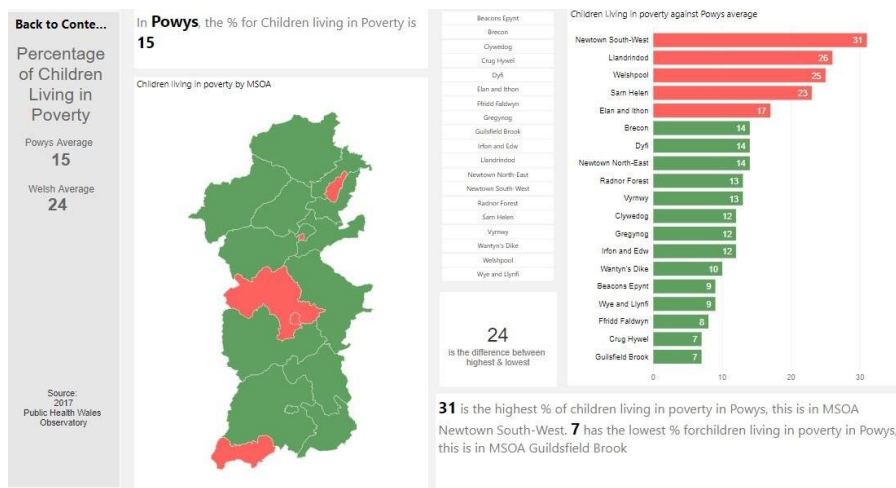 Back to Conte...
Percentage
of Children
Living in
Poverty
Powys Average
15
Welsh Average
24
Source:
2017
Public Health Wales
Observatory
In Powys, the % for Children living in Poverty is
15
Children living in poverty by MSOA
Beacons Epynt
Brecon
Clywedog
Crug Hywel
Dyfi
Elan and Ithon
Ffridd Faldwyn
Gregynog
Guilsfield Brook
Irfon and Edw
Llandrindod
Newtown North-East
Newtown South-West
Radnor Forest
Sarn Helen
Vyrnwy
Wantyn's Dike
Welshpool
Wye and Llynfi
24
is the difference between
highest & lowest
Children Living in poverty against Powys average
Newtown South-West 31
Llandrindod 26
Welshpool 25
Sarn Helen 23
Elan and Ithon 17
Brecon 14
Dyfi 14
Newtown North-East 14
Radnor Forest 13
Vyrnwy 13
Clywedog 12
Gregynog 12
Irfon and Edw 12
Wantyn's Dike 10
Beacons Epynt 9
Wye and Llynfi 9
Ffridd Faldwyn 8
Crug Hywel 7
Guilsfield Brook 7
0 10 20 30
31 is the highest % of children living in poverty in Powys, this is in MSOA
Newtown South-West. 7 has the lowest % forchildren living in poverty in Powys,
this is in MSOA Guildsfield Brook